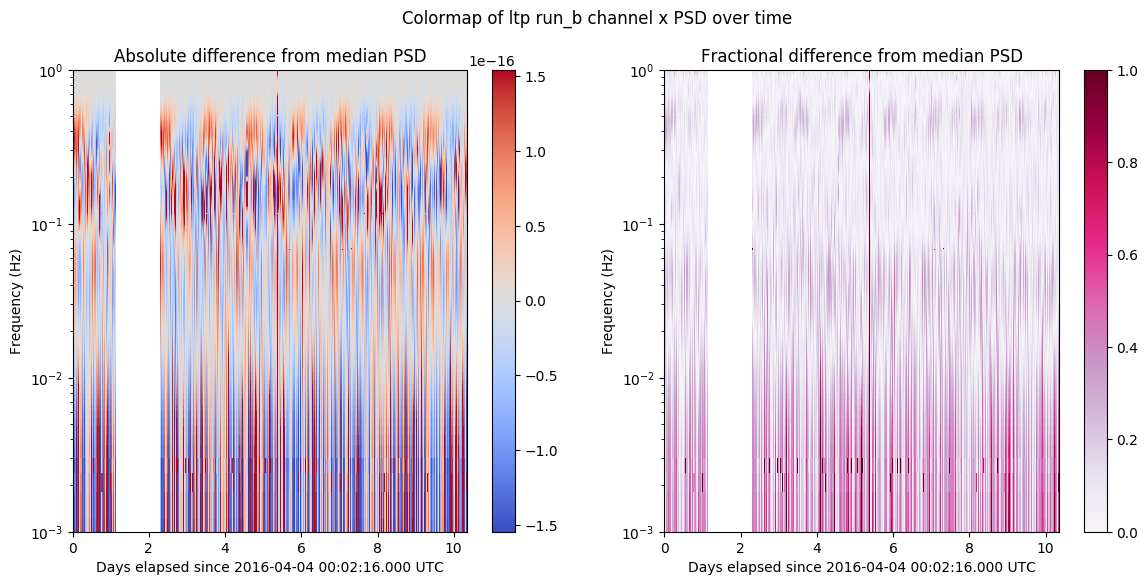 Colormap of ltp run_b channel x PSD over time
Absolute difference from median PSD
1e−16
Frequency (Hz)
10^0
10^−1
10^−2
10^−3
0 2 4 6 8 10
Days elapsed since 2016-04-04 00:02:16.000 UTC
1.5
1.0
0.5
0.0
−0.5
−1.0
−1.5
Fractional difference from median PSD
Frequency (Hz)
10^0
10^−1
10^−2
10^−3
0 2 4 6 8 10
Days elapsed since 2016-04-04 00:02:16.000 UTC
1.0
0.8
0.6
0.4
0.2
0.0